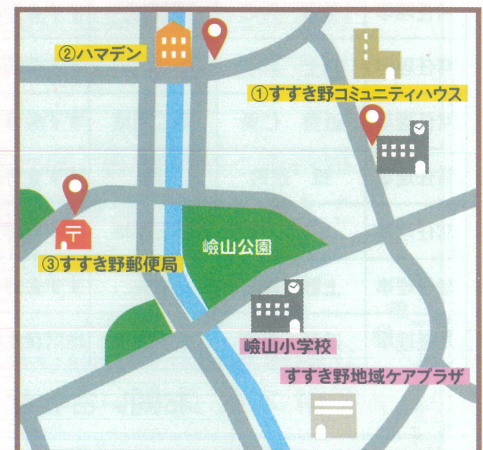 ②ハマデン
①すすき野コミュニティハウス
〒
嶮山公園
③すすき野郵便局
嶮山小学校
すすき野地域ケアプラザ